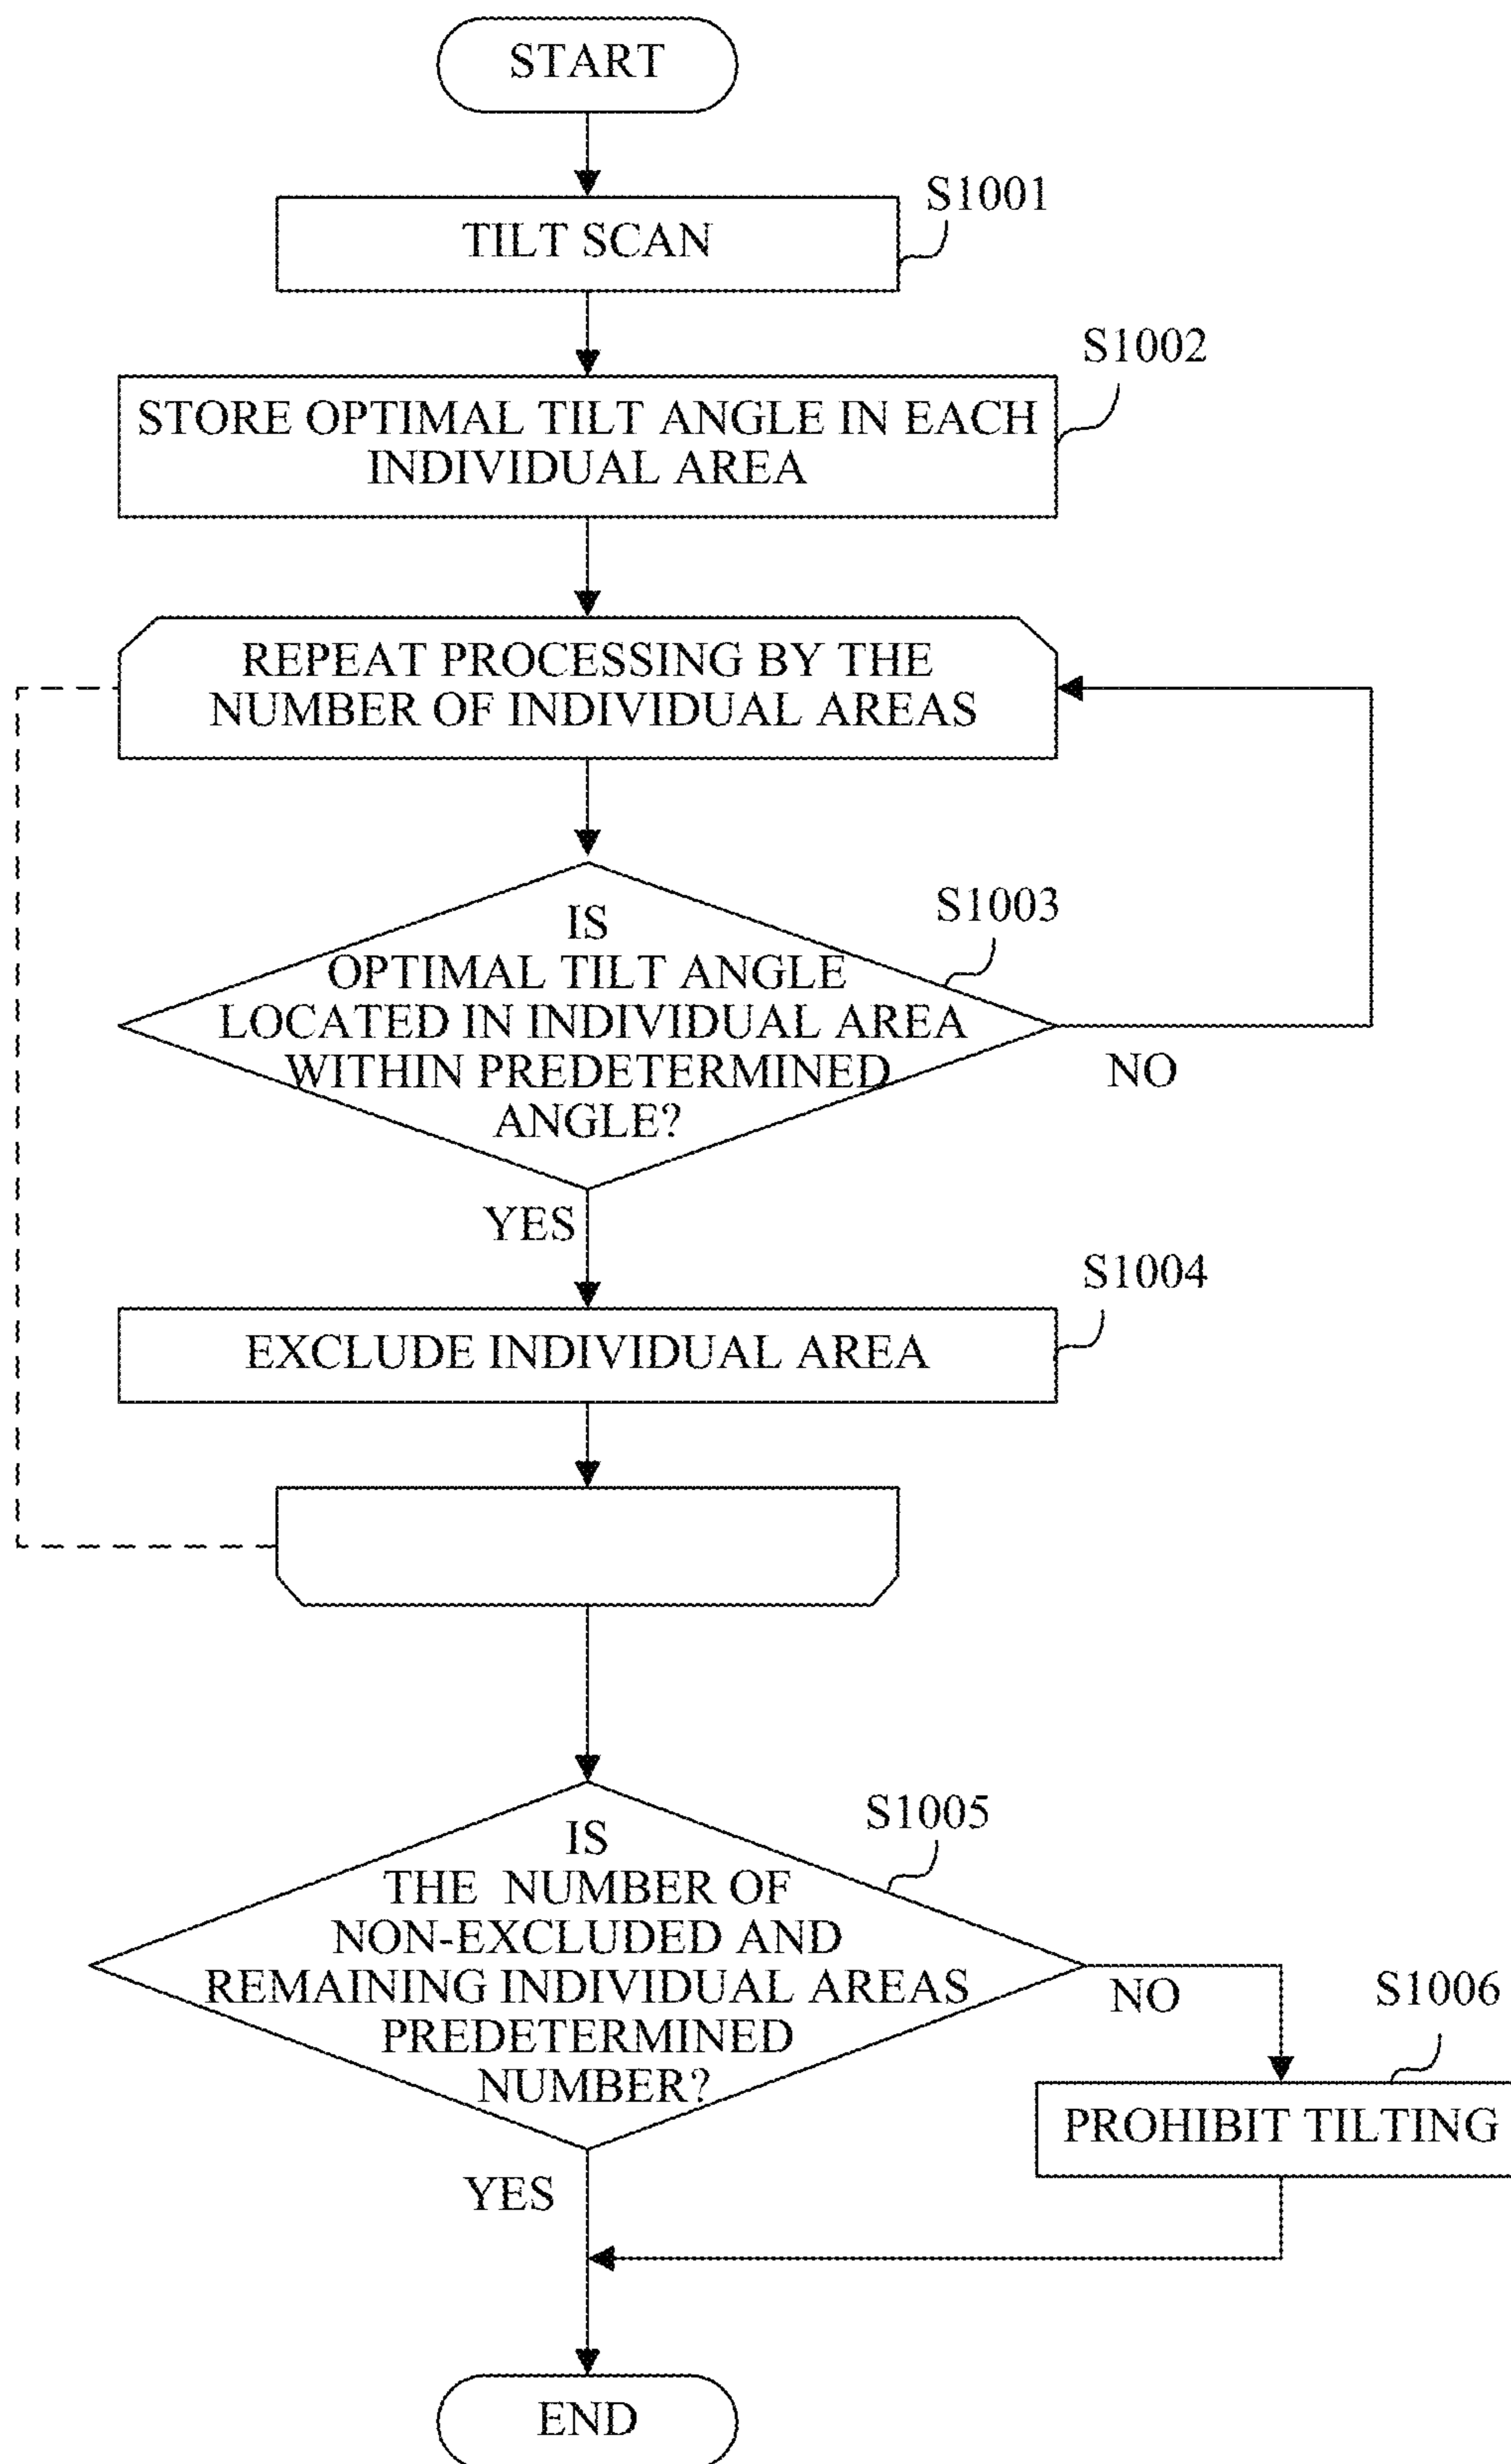 START
S1001
TILT SCAN
S1002
STORE OPTIMAL TILT ANGLE IN EACH
INDIVIDUAL AREA
REPEAT PROCESSING BY THE
NUMBER OF INDIVIDUAL AREAS
S1003
IS
OPTIMAL TILT ANGLE
LOCATED IN INDIVIDUAL AREA
WITHIN PREDETERMINED
ANGLE?
NO
YES
S1004
EXCLUDE INDIVIDUAL AREA
S1005
IS
THE NUMBER OF
NON-EXCLUDED AND
REMAINING INDIVIDUAL AREAS
PREDETERMINED
NUMBER?
NO
S1006
PROHIBIT TILTING
YES
END